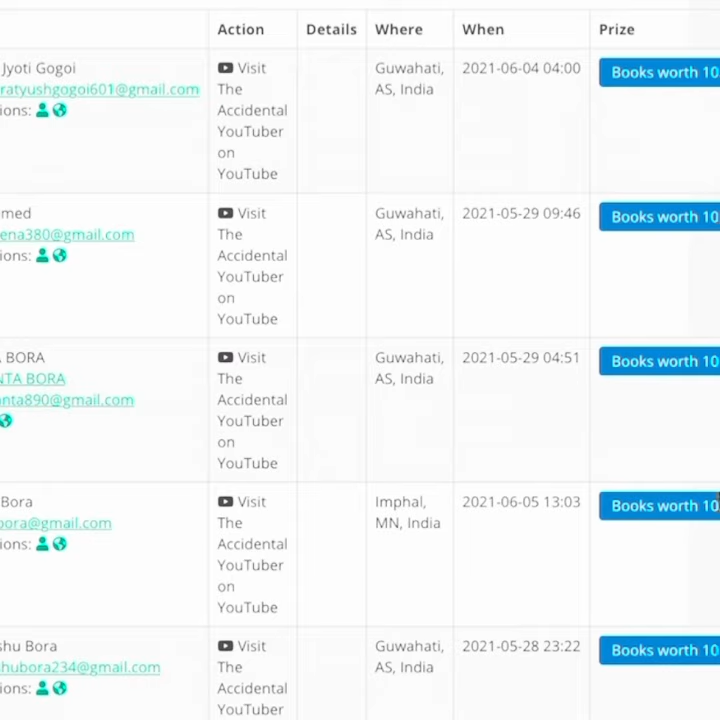 Action Details Where When Prize
Jyoti Gogoi Visit Guwahati, 2021-06-04 04:00 Books worth 10
ratyushgogoi601@gmail.com The AS, India
ions: Accidental
YouTuber
on
YouTube
med Visit Guwahati, 2021-05-29 09:46 Books worth 10
ena380@gmail.com The AS, India
ions: Accidental
YouTuber
on
YouTube
BORA Visit Guwahati, 2021-05-29 04:51 Books worth 10
NTA BORA The AS, India
nta890@gmail.com Accidental
YouTuber
on
YouTube
Bora Visit Imphal, 2021-06-05 13:03 Books worth 10
bora@gmail.com The MN, India
ions: Accidental
YouTuber
on
YouTube
shu Bora Visit Guwahati, 2021-05-28 23:22 Books worth 10
hubora234@gmail.com The AS, India
ions: Accidental
YouTuber